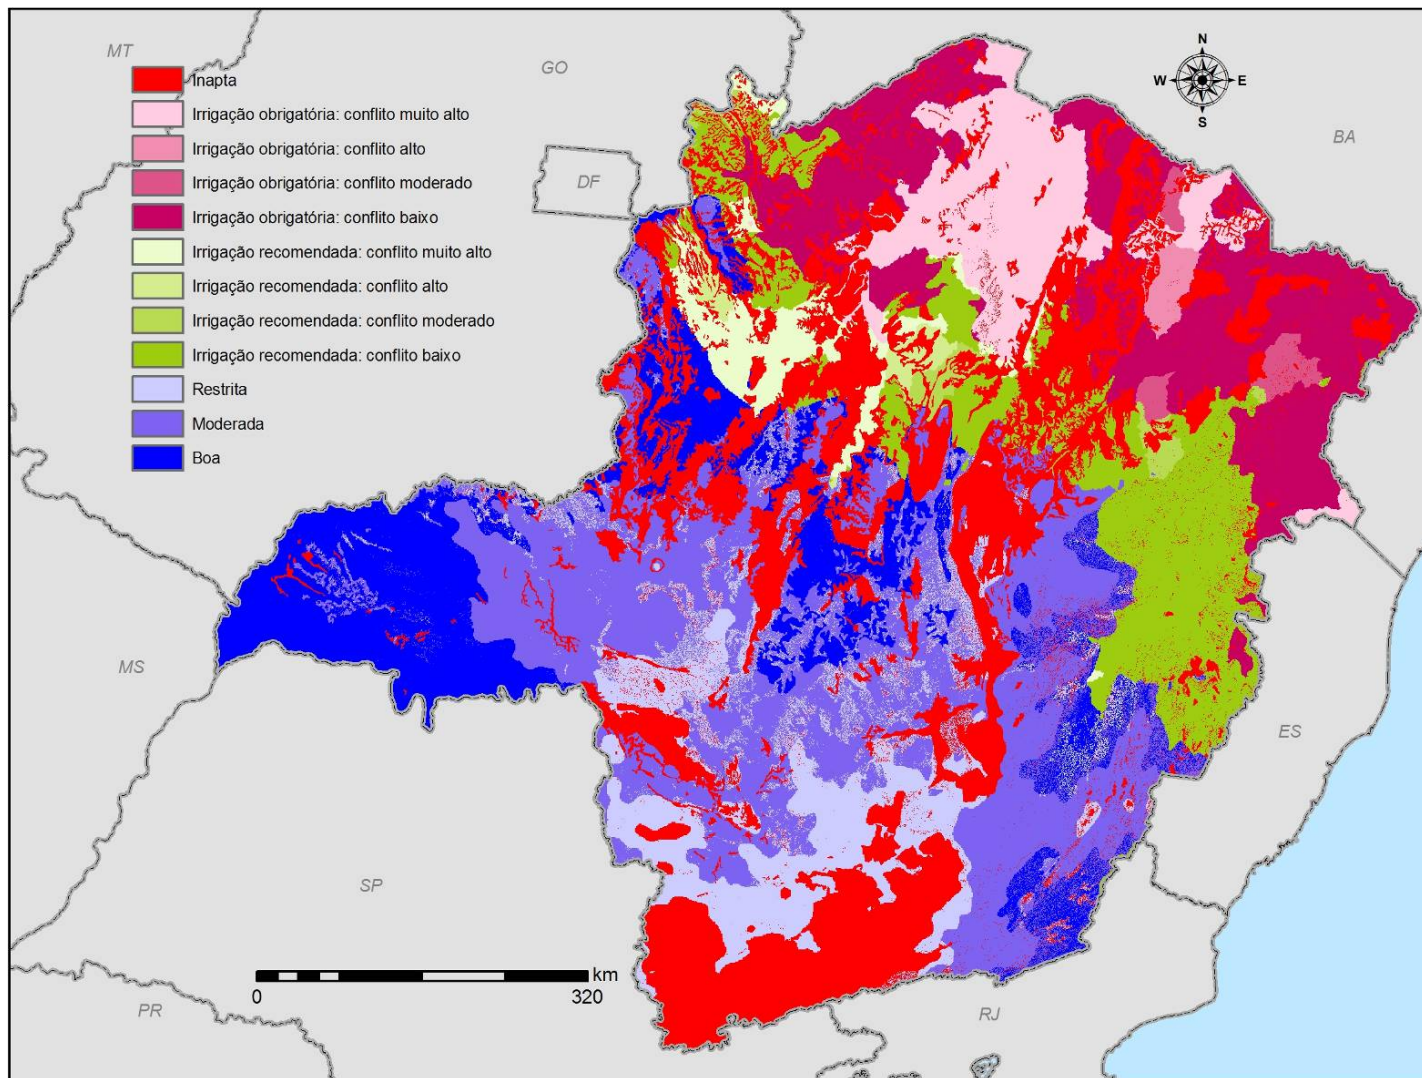 MT
GO
N
W
E
S
BA
DF
Inapta
Irrigação obrigatória: conflito muito alto
Irrigação obrigatória: conflito alto
Irrigação obrigatória: conflito moderado
Irrigação obrigatória: conflito baixo
Irrigação recomendada: conflito muito alto
Irrigação recomendada: conflito alto
Irrigação recomendada: conflito moderado
Irrigação recomendada: conflito baixo
Restrita
Moderada
Boa
MS
ES
SP
km
0
320
PR
RJ